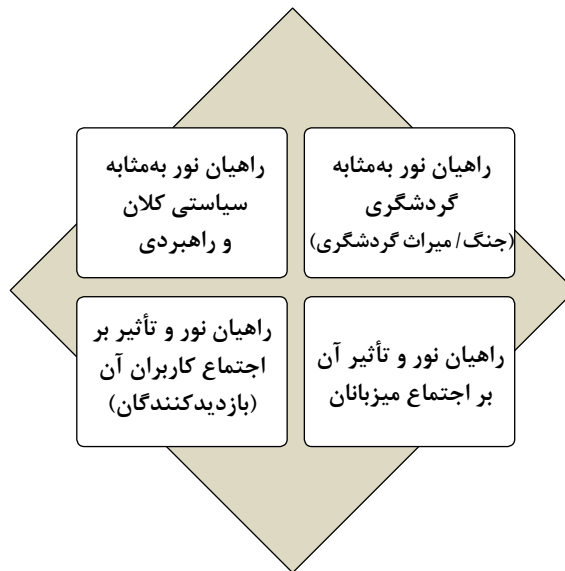 راهیان نور به‌مثابه
گردشگری
(جنگ/ میراث گردشگری)
راهیان نور به‌مثابه
سیاستی کلان
و راهبردی
راهیان نور و تأثیر آن
بر اجتماع میزبانان
راهیان نور و تأثیر بر
اجتماع کاربران آن
(بازدیدکنندگان)